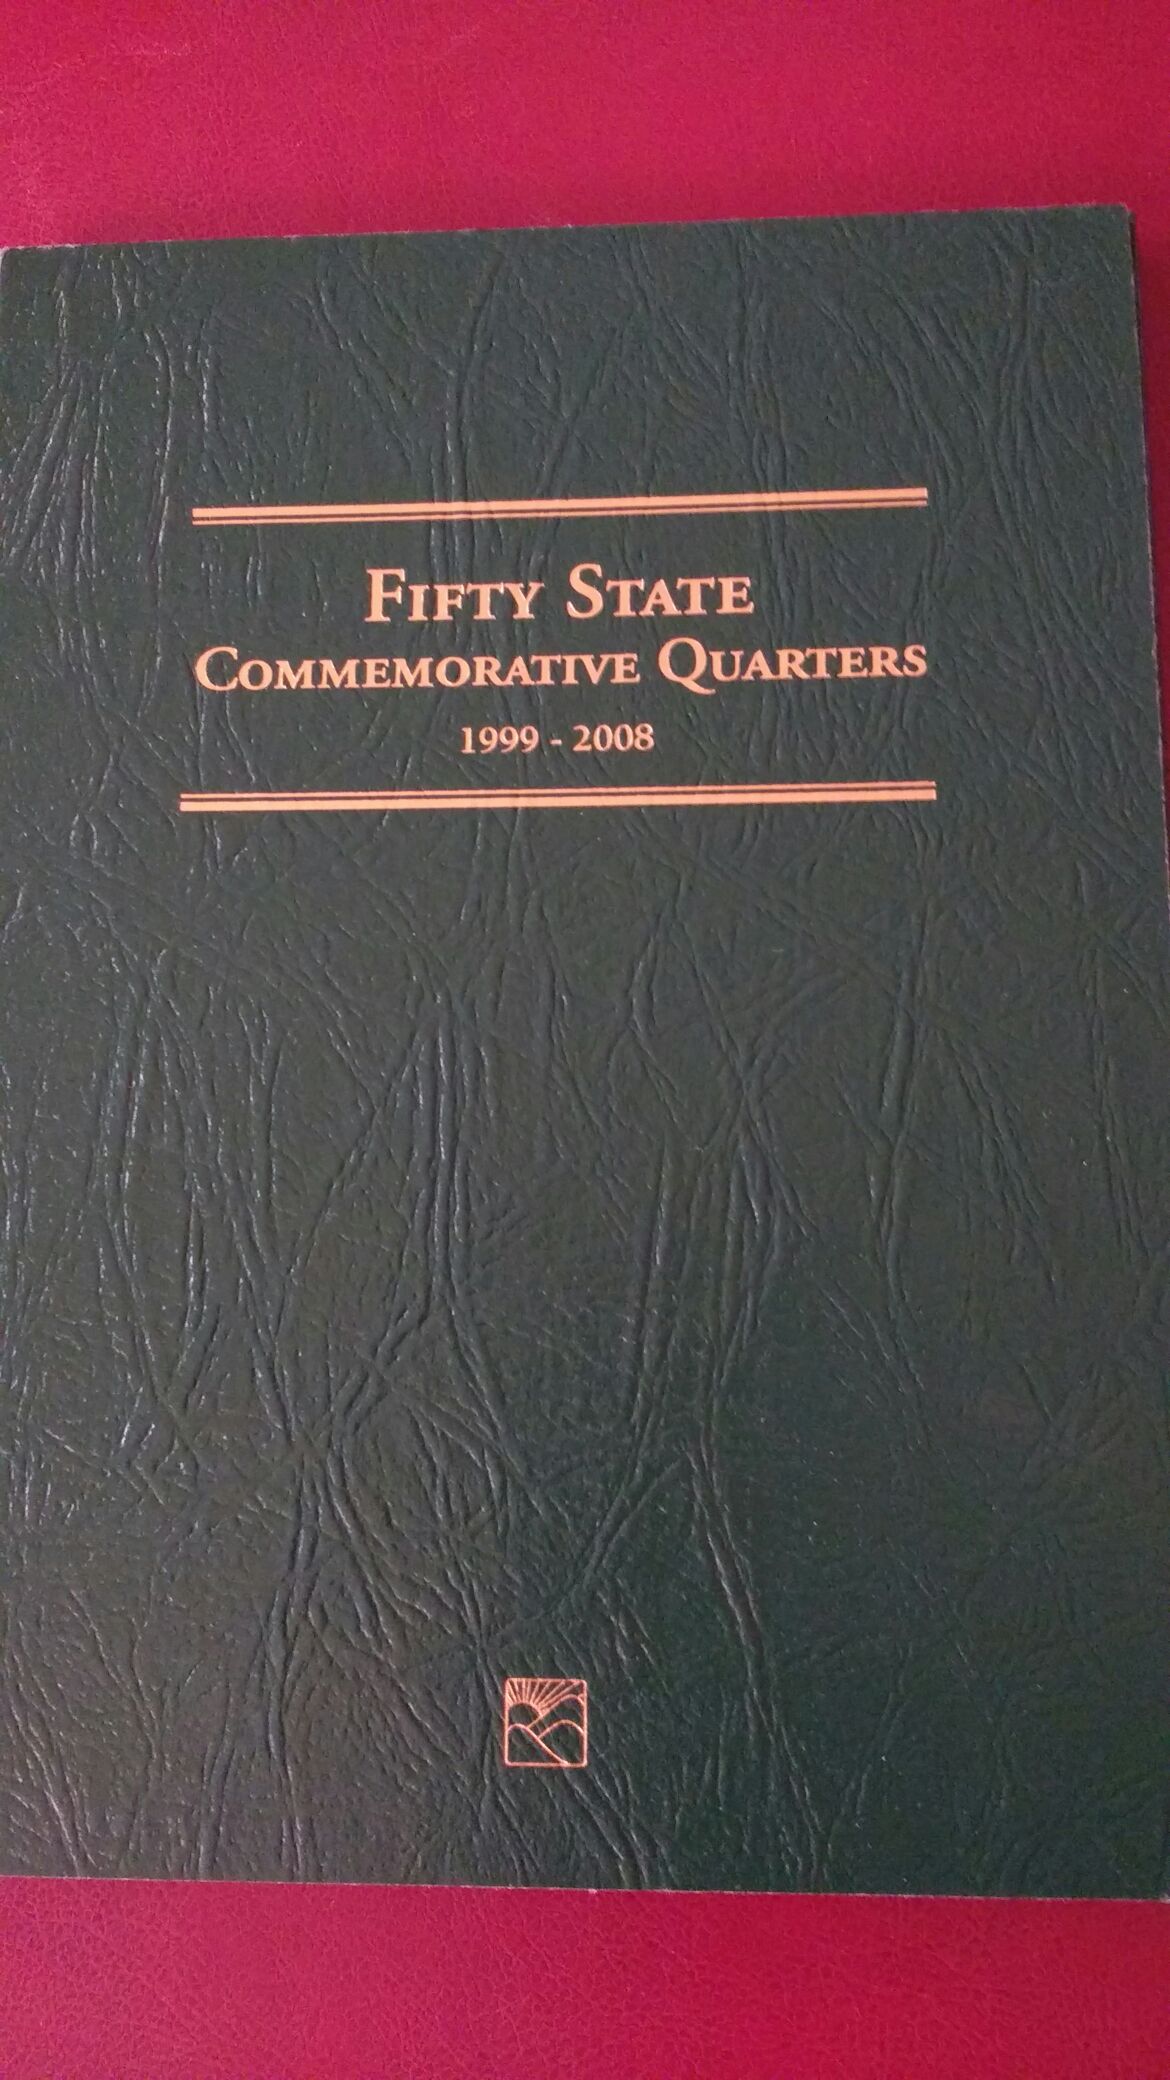 FIFTY STATE
COMMEMORATIVE QUARTERS
1999 - 2008